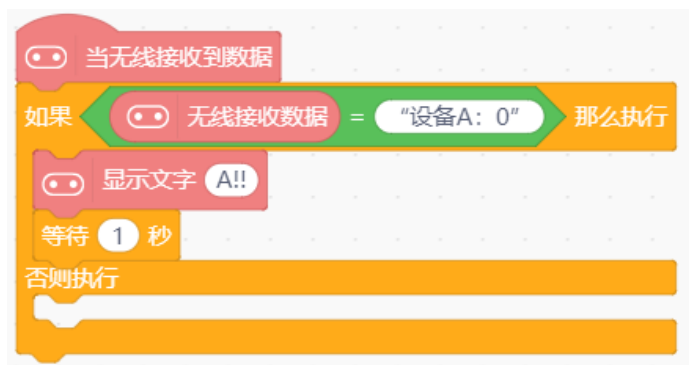 当无线接收到数据
如果 无线接收数据 = “设备A：0” 那么执行
显示文字 A!!
等待 1 秒
否则执行